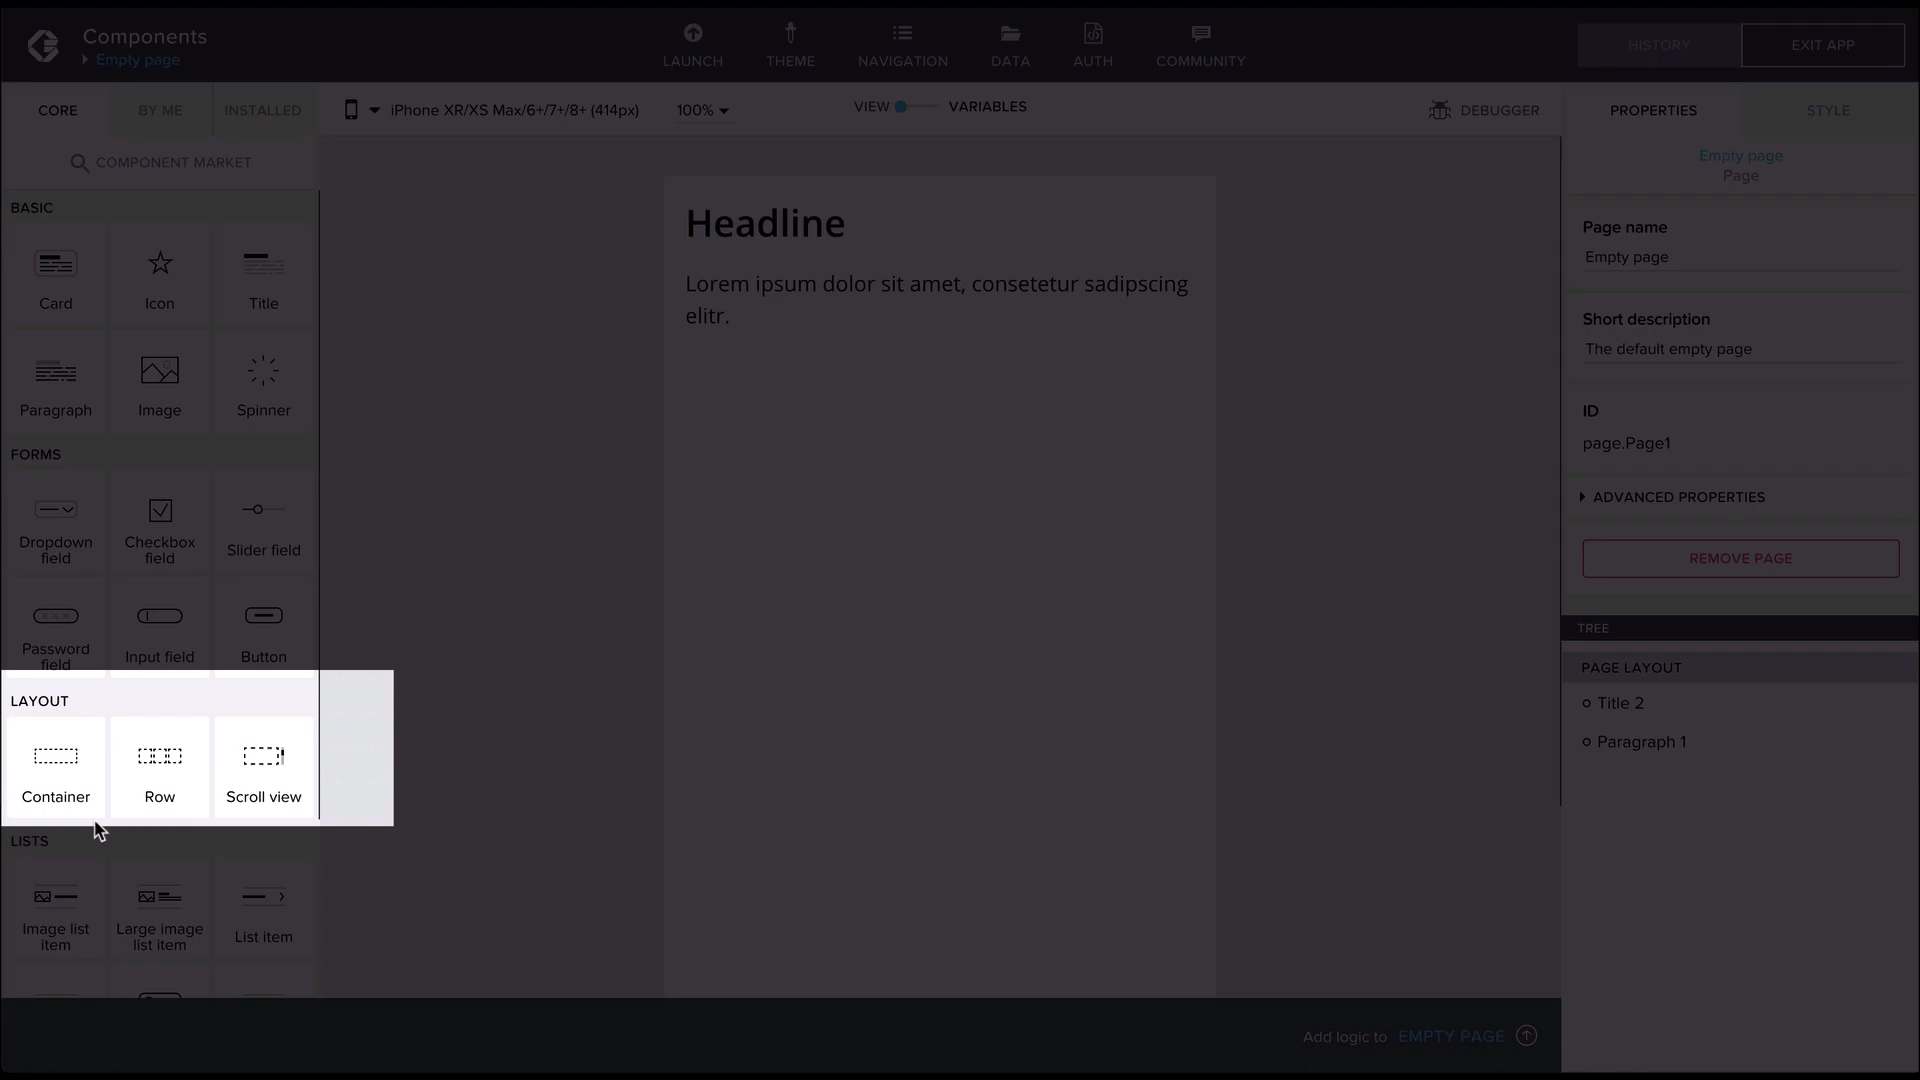 Components
Empty page
LAUNCH
THEME
NAVIGATION
DATA
AUTH
COMMUNITY
HISTORY
EXIT APP
CORE
BY ME
INSTALLED
iPhone XR/XS Max/6+/7+/8+ (414px)
100%
VIEW
VARIABLES
DEBUGGER
PROPERTIES
STYLE
COMPONENT MARKET
BASIC
Card
Icon
Title
Paragraph
Image
Spinner
FORMS
Dropdown
field
Checkbox
field
Slider field
Password
field
Input field
Button
LAYOUT
Container
Row
Scroll view
LISTS
Image list
item
Large image
list item
List item
Headline
Lorem ipsum dolor sit amet, consetetur sadipscing
elitr.
Add logic to EMPTY PAGE
Empty page
Page
Page name
Empty page
Short description
The default empty page
ID
page.Page1
ADVANCED PROPERTIES
REMOVE PAGE
TREE
PAGE LAYOUT
Title 2
Paragraph 1